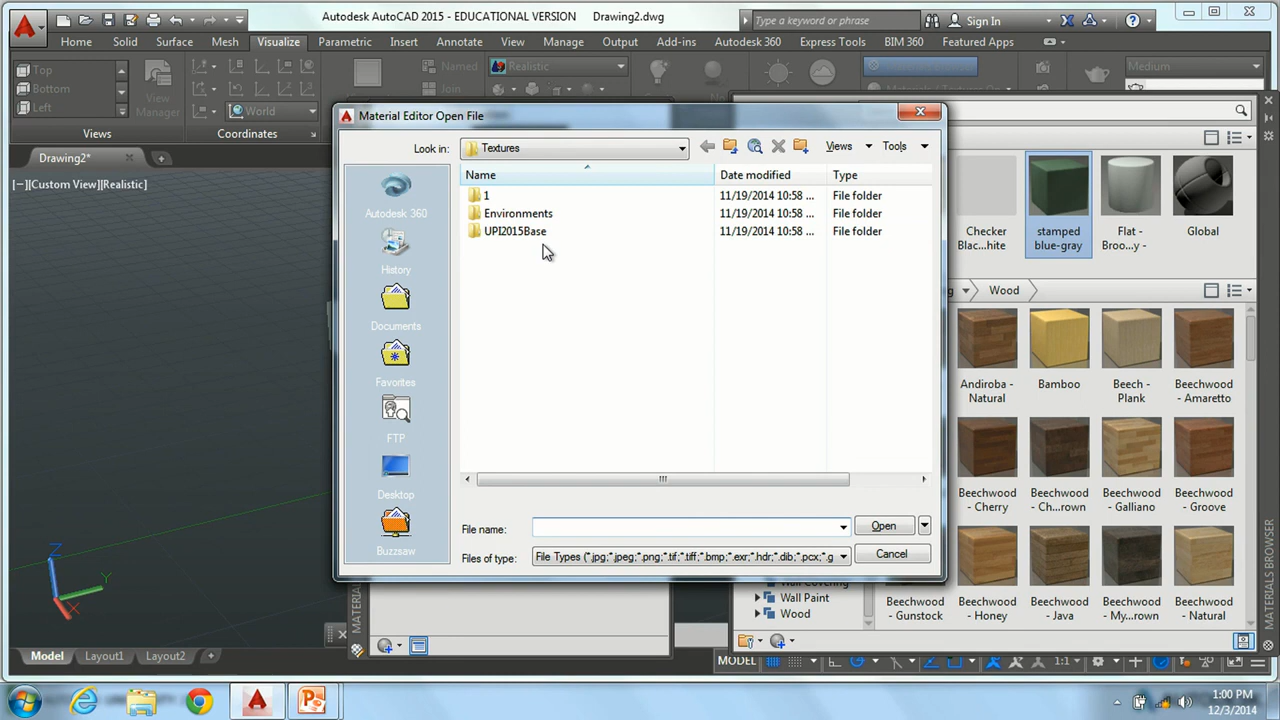 Autodesk AutoCAD 2015 - EDUCATIONAL VERSION Drawing2.dwg
Type a keyword or phrase
Sign In
Home Solid Surface Mesh Visualize Parametric Insert Annotate View Manage Output Add-ins Autodesk 360 Express Tools BIM 360 Featured Apps
Top
Bottom
Left
View
Manager
Views
World
Coordinates
Named
Join
Realistic
Medium
Drawing2*
[−][Custom View][Realistic]
Material Editor Open File
Look in: Textures
Views Tools
Name Date modified Type
1 11/19/2014 10:58 ... File folder
Environments 11/19/2014 10:58 ... File folder
UPI2015Base 11/19/2014 10:58 ... File folder
Autodesk 360
History
Documents
Favorites
FTP
Desktop
Buzzsaw
File name:
Open
Files of type: File Types (*.jpg;*.jpeg;*.png;*.tif;*.tiff;*.bmp;*.exr;*.hdr;*.dib;*.pcx;*.g
Cancel
Checker
Blac...hite
stamped
blue-gray
Flat -
Broo...y -
Global
g Wood
Andiroba -
Natural
Bamboo
Beech -
Plank
Beechwood
- Amaretto
Beechwood
- Cherry
Beechwood
- Ch...rown
Beechwood
- Galliano
Beechwood
- Groove
Beechwood
- Gunstock
Beechwood
- Honey
Beechwood
- Java
Beechwood
- My...rown
Beechwood
- Natural
Wall Covering
Wall Paint
Wood
MATERIALS BROWSER
Z
Y
X
Model Layout1 Layout2 +
MODEL
1:1
1:00 PM
12/3/2014